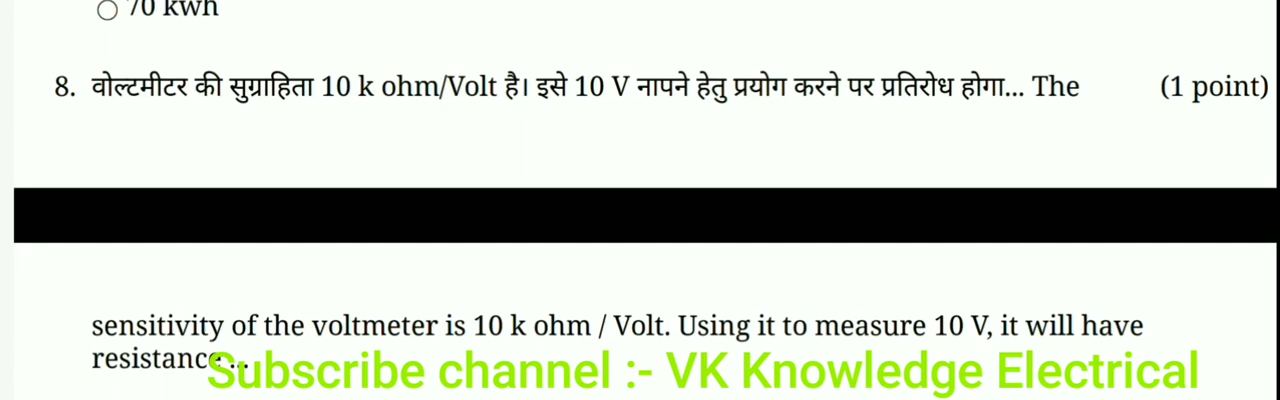 70 kwh
8. वोल्टमीटर की सुग्राहिता 10 k ohm/Volt है। इसे 10 V नापने हेतु प्रयोग करने पर प्रतिरोध होगा... The (1 point)
sensitivity of the voltmeter is 10 k ohm / Volt. Using it to measure 10 V, it will have
resistance ...
Subscribe channel :- VK Knowledge Electrical